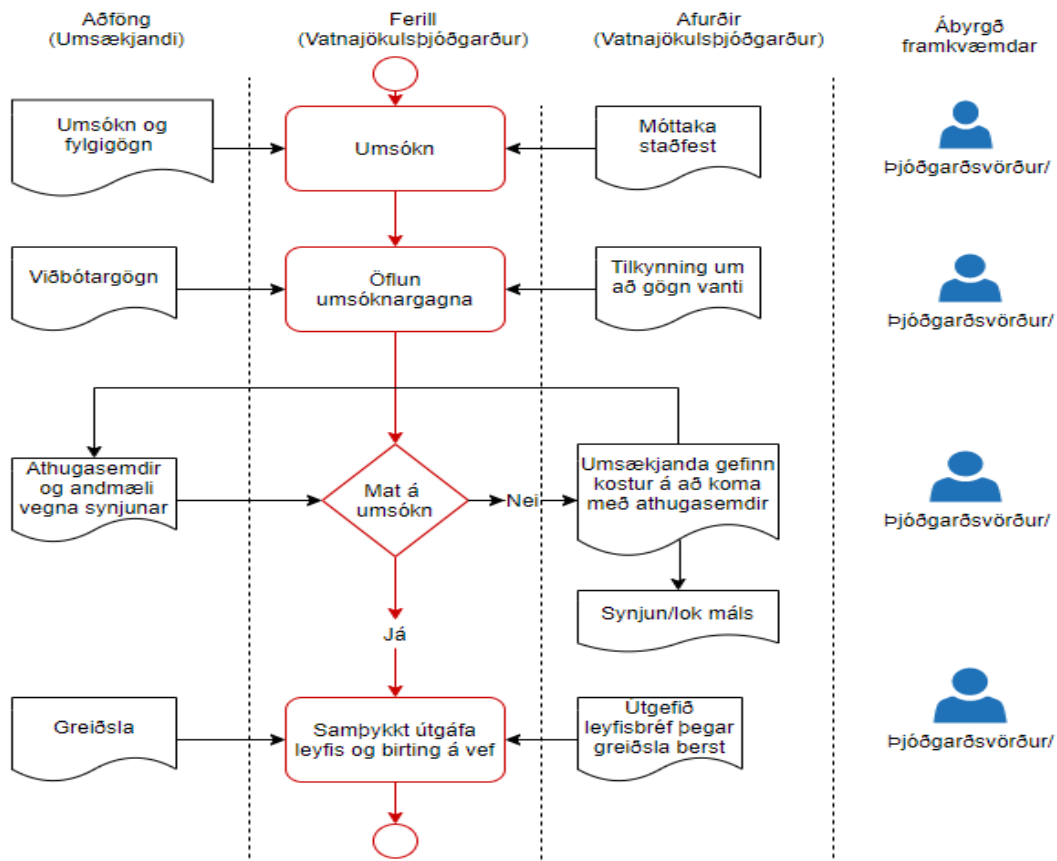 Aðföng
(Umsækjandi)
Ferill
(Vatnajökulsþjóðgarður)
Afurðir
(Vatnajökulsþjóðgarður)
Ábyrgð
framkvæmdar
Umsókn og
fylgigögn
Umsókn
Móttaka
staðfest
Þjóðgarðsvörður/
Viðbótargögn
Öflun
umsóknargagna
Tilkynning um
að gögn vanti
Þjóðgarðsvörður/
Athugasemdir
og andmæli
vegna synjunar
Mat á
umsókn
Nei
Umsækjanda gefinn
kostur á að koma
með athugasemdir
Þjóðgarðsvörður/
Synjun/lok máls
Já
Greiðsla
Samþykkt útgáfa
leyfis og birting á vef
Útgefið
leyfisbréf þegar
greiðsla berst
Þjóðgarðsvörður/